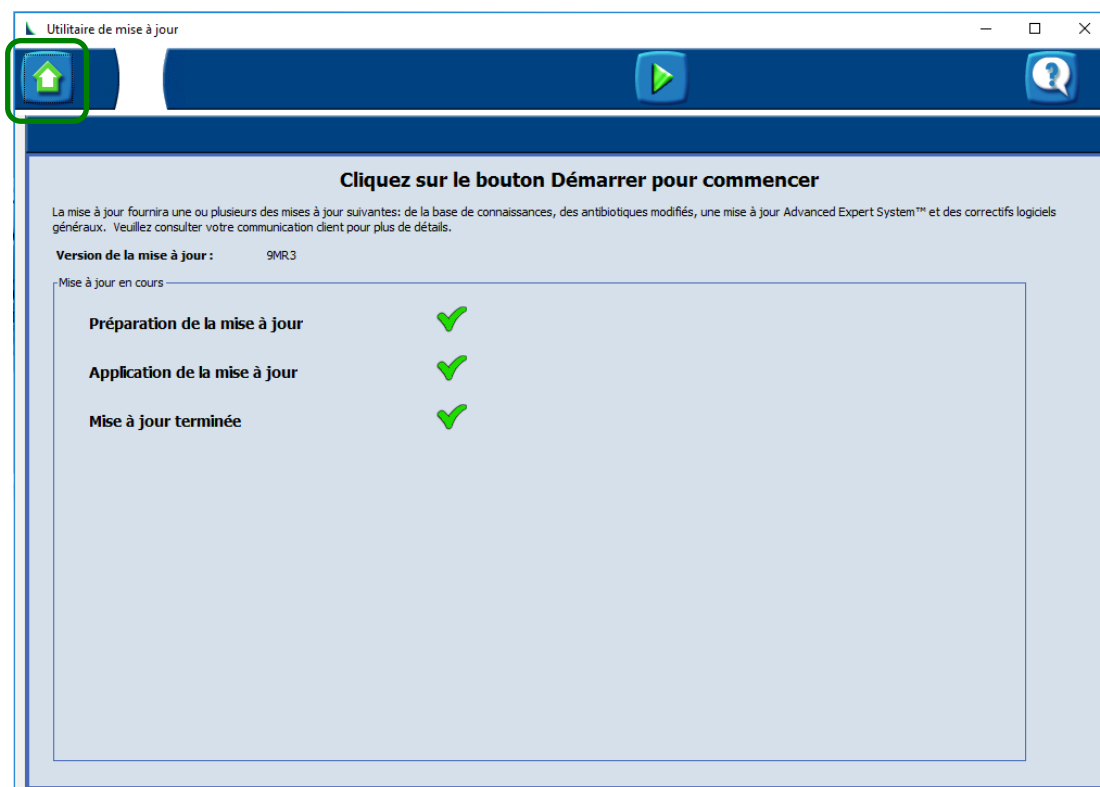 Utilitaire de mise à jour
Cliquez sur le bouton Démarrer pour commencer
La mise à jour fournira une ou plusieurs des mises à jour suivantes: de la base de connaissances, des antibiotiques modifiés, une mise à jour Advanced Expert System™ et des correctifs logiciels
généraux. Veuillez consulter votre communication client pour plus de détails.
Version de la mise à jour : 9MR3
Mise à jour en cours
Préparation de la mise à jour
Application de la mise à jour
Mise à jour terminée